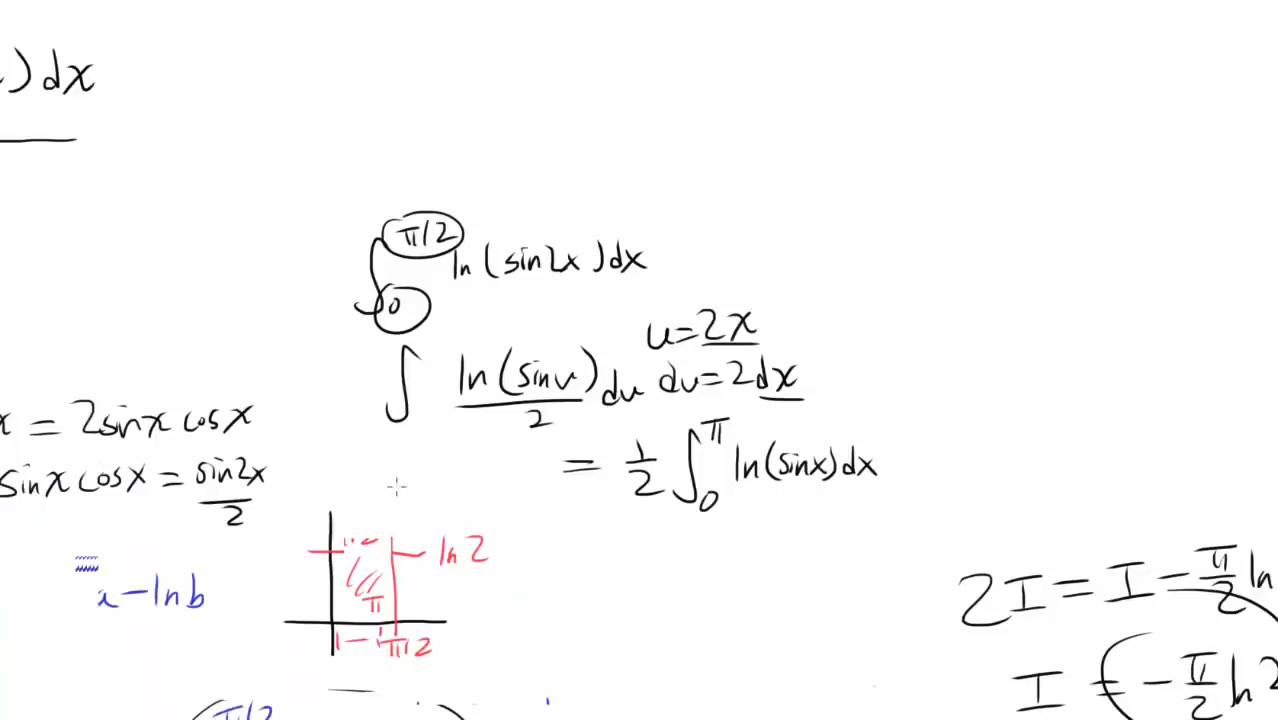 ) dx
π/2
∫ ln (sin2x) dx
0
u = 2x
∫ ln(sinu)/2 du du = 2dx
= 2sinx cosx
= 1/2 ∫₀^π ln(sinx) dx
sinx cosx = sin2x/2
ln 2
- ln b
π
π/2
2I = I - π/2 ln
I = - π/2 ln 2
π/2